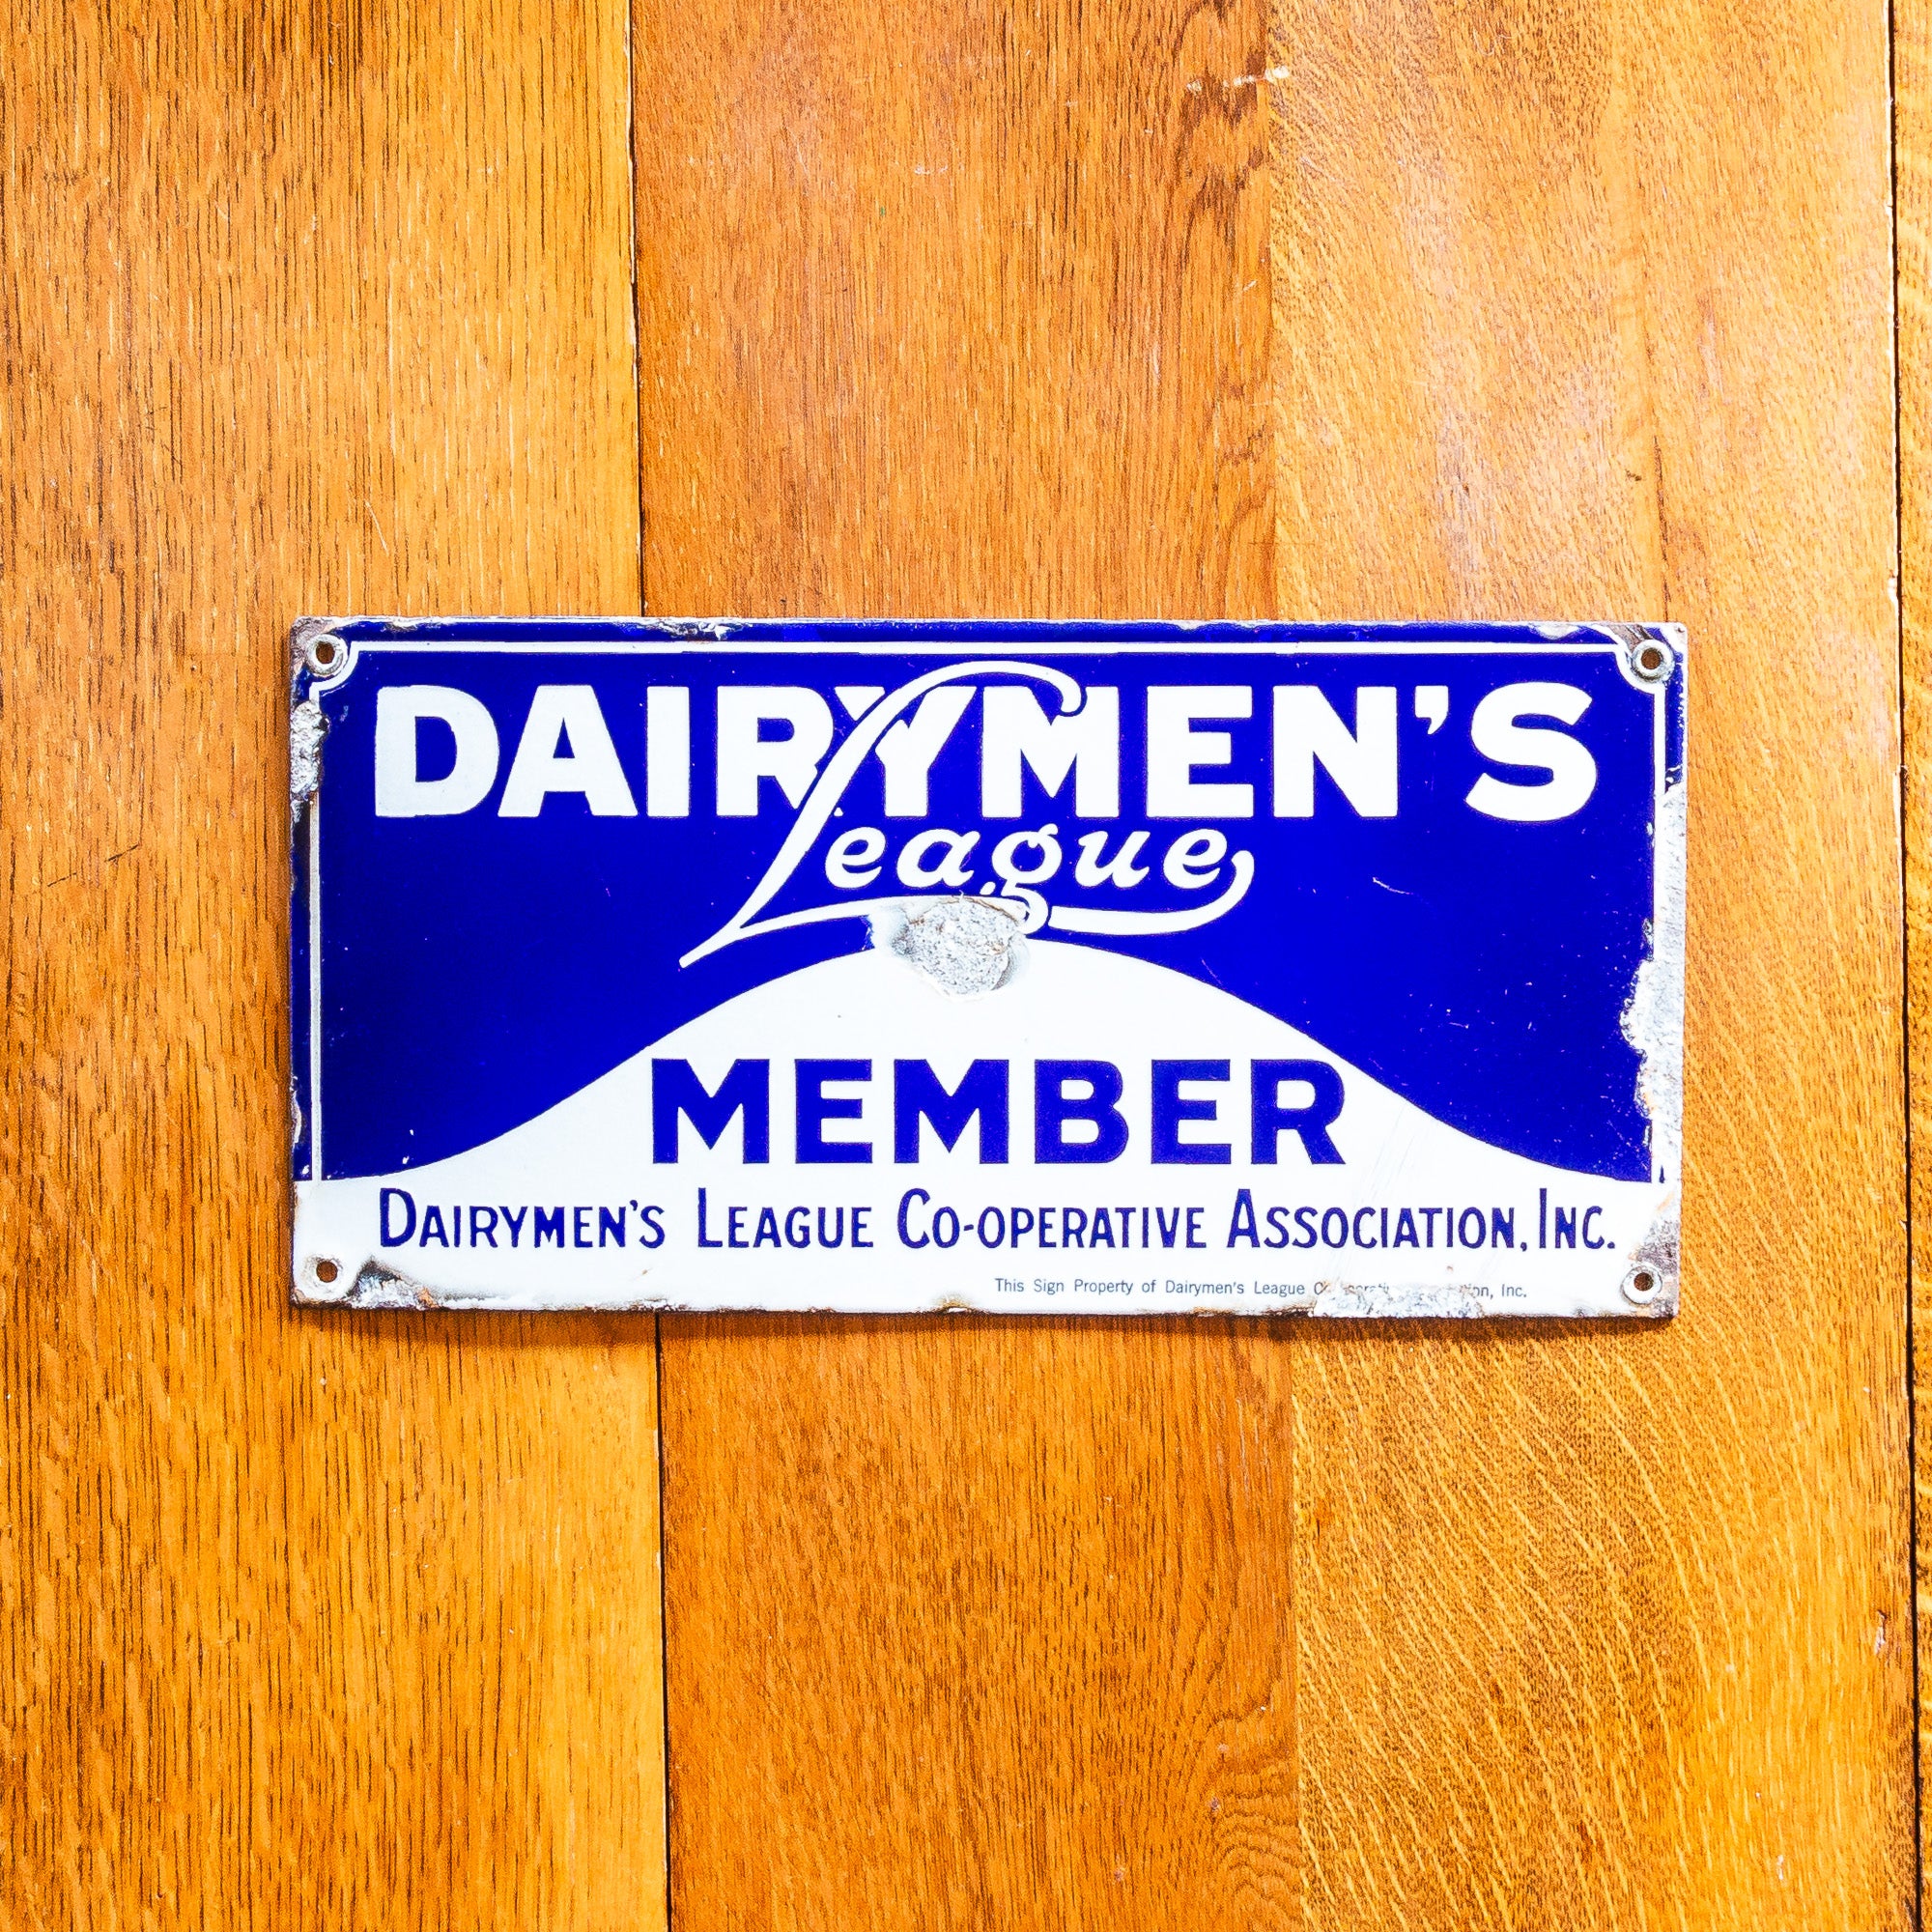 DAIRYMEN'S
League
MEMBER
DAIRYMEN'S LEAGUE CO-OPERATIVE ASSOCIATION, INC.
This Sign Property of Dairymen's League Inc.